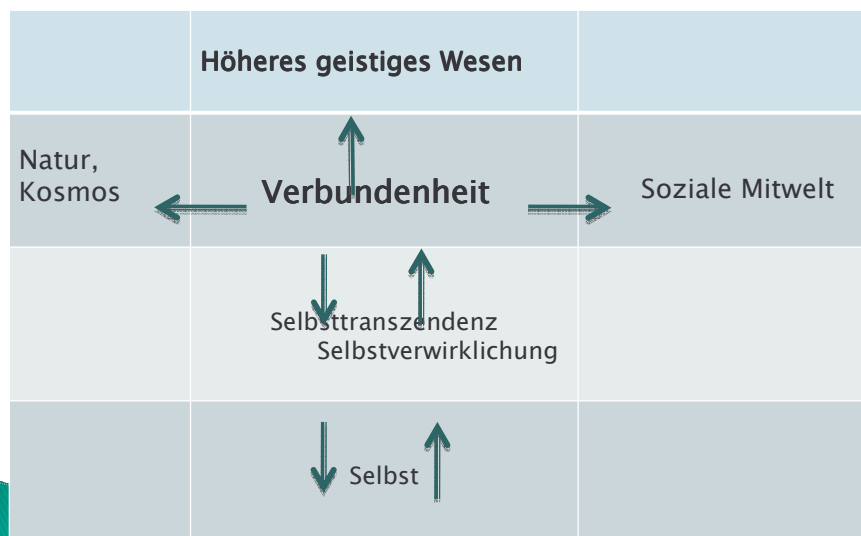 Höheres geistiges Wesen
Natur,
Kosmos
Verbundenheit
Soziale Mitwelt
Selbsttranszendenz
Selbstverwirklichung
Selbst